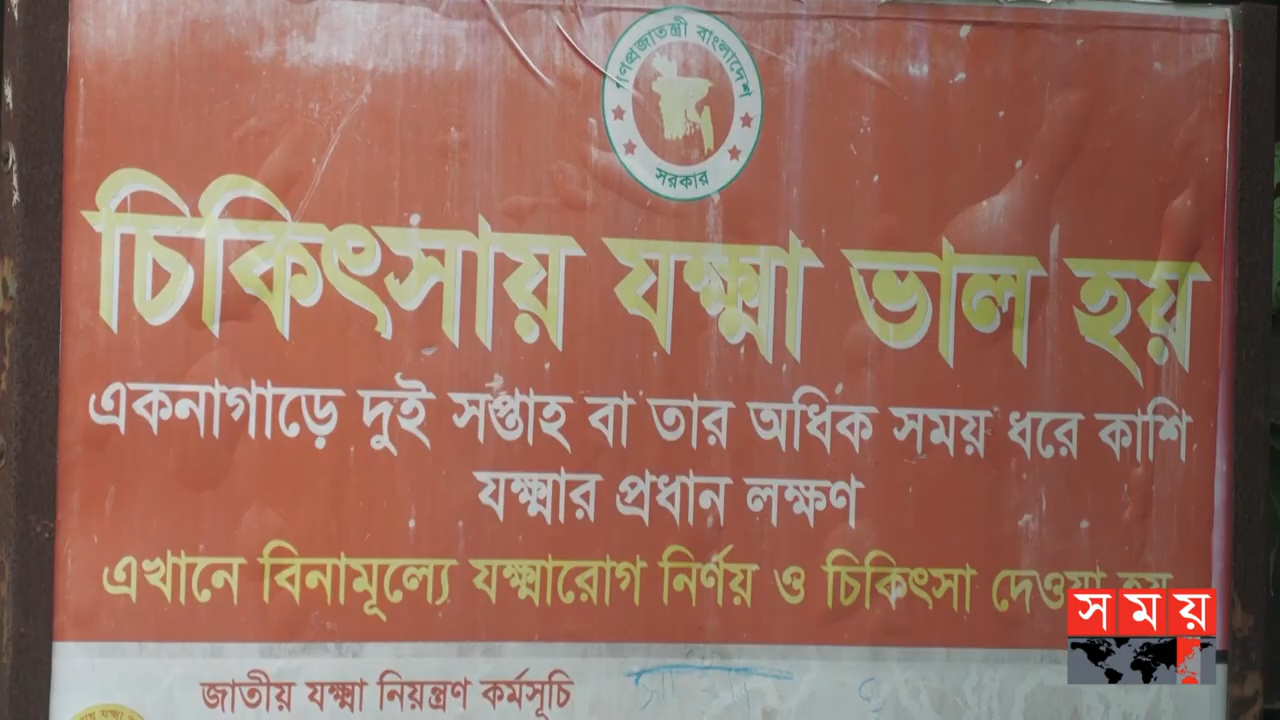 গণপ্রজাতন্ত্রী বাংলাদেশ
সরকার
চিকিৎসায় যক্ষ্মা ভাল হয়
একনাগাড়ে দুই সপ্তাহ বা তার অধিক সময় ধরে কাশি
যক্ষ্মার প্রধান লক্ষণ
এখানে বিনামূল্যে যক্ষ্মারোগ নির্ণয় ও চিকিৎসা দেওয়া হয়
সময়
জাতীয় যক্ষ্মা নিয়ন্ত্রণ কর্মসূচি